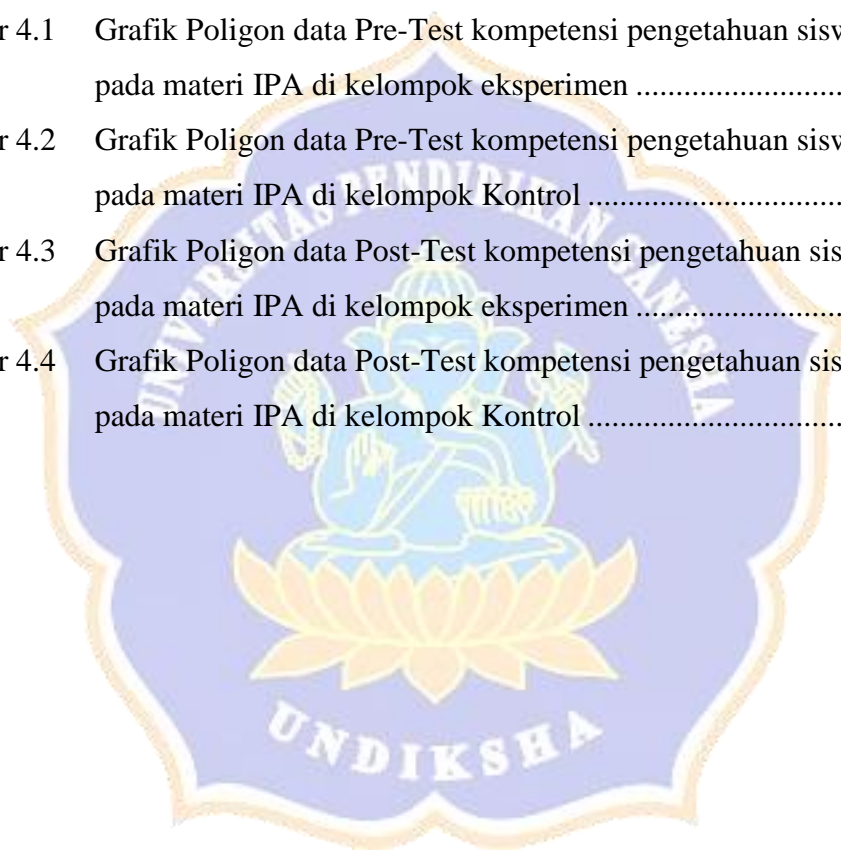 r 4.1 Grafik Poligon data Pre-Test kompetensi pengetahuan sisw
pada materi IPA di kelompok eksperimen ..........................
r 4.2 Grafik Poligon data Pre-Test kompetensi pengetahuan sisw
pada materi IPA di kelompok Kontrol ................................
r 4.3 Grafik Poligon data Post-Test kompetensi pengetahuan sis
pada materi IPA di kelompok eksperimen ..........................
r 4.4 Grafik Poligon data Post-Test kompetensi pengetahuan sis
pada materi IPA di kelompok Kontrol ................................
UNIVERSITAS PENDIDIKAN GANESHA
UNDIKSHA